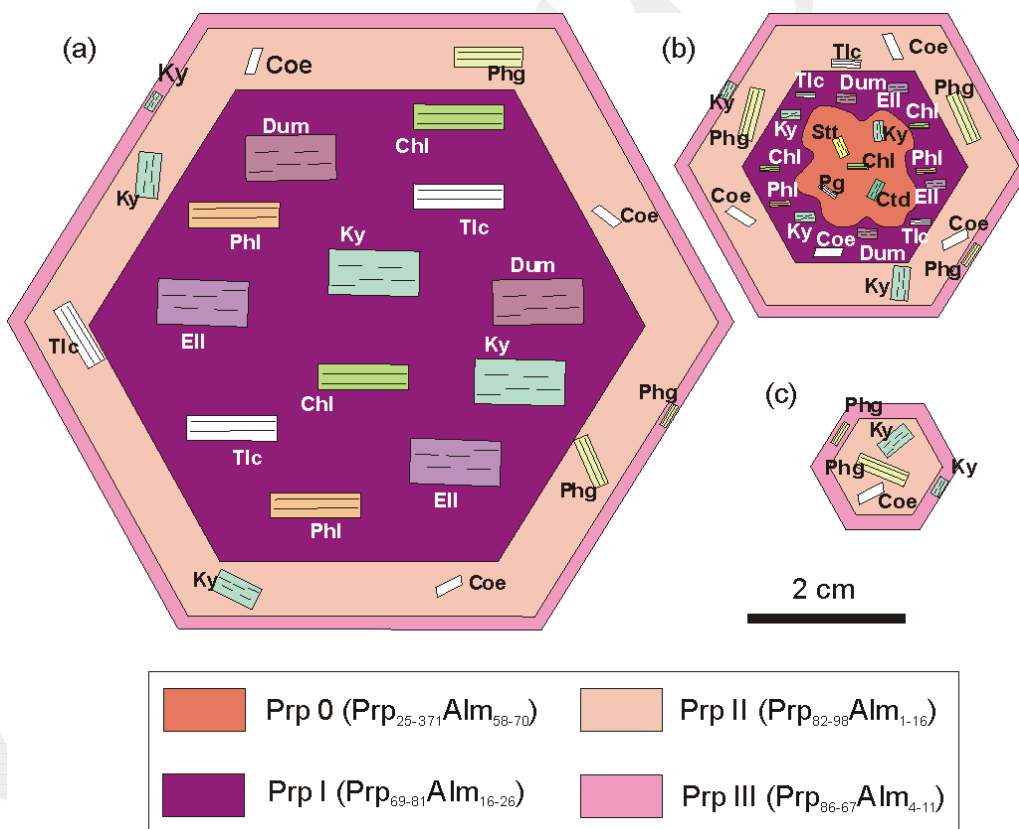 (a)
Ky
Coe
Phg
Dum
Chl
Ky
Phl
Tlc
Coe
Ky
Dum
Ell
Tlc
Ky
Chl
Phg
Tlc
Ell
Phg
Phl
Ky
Coe
(b)
Tlc
Coe
Tlc
Dum
Ell
Ky
Chl
Phg
Ky
Stt
Ky
Chl
Chl
Phl
Phl
Pg
Ctd
Ell
Coe
Ky
Coe
Tlc
Coe
Dum
Phg
Ky
(c)
Phg
Ky
Phg
Ky
Coe
2 cm
Prp 0 (Prp25-371Alm58-70)
Prp II (Prp82-98Alm1-16)
Prp I (Prp69-81Alm16-26)
Prp III (Prp86-67Alm4-11)